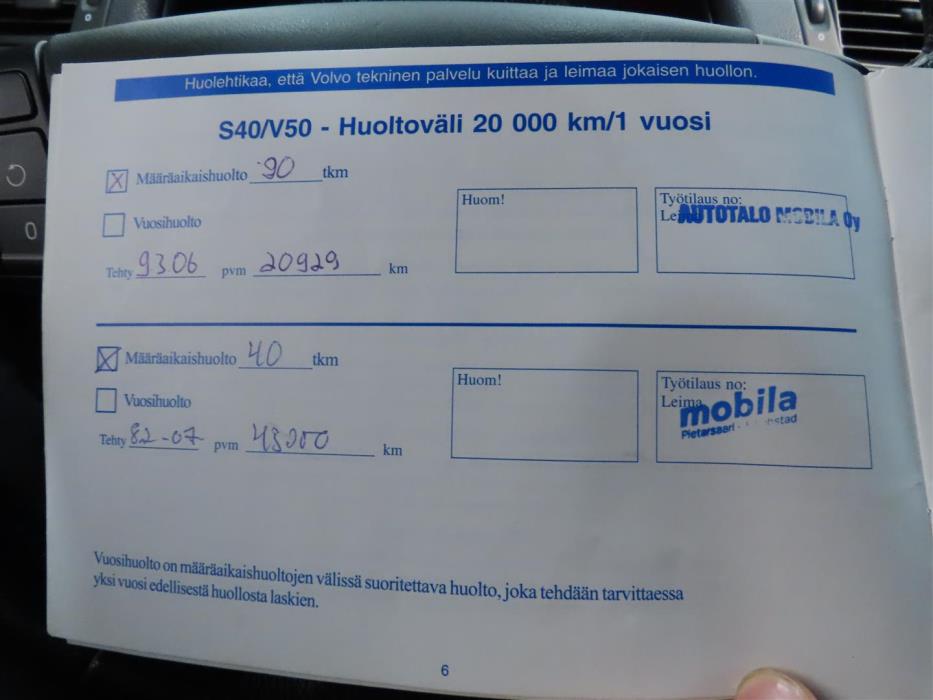 Huolehtikaa, että Volvo tekninen palvelu kuittaa ja leimaa jokaisen huollon.
S40/V50 - Huoltoväli 20 000 km/1 vuosi
X Määräaikaishuolto 90 tkm
Vuosihuolto
Tehty 9306 pvm 20929 km
Huom!
Työtilaus no:
AUTOTALO MOBILA Oy
X Määräaikaishuolto 40 tkm
Vuosihuolto
Tehty 82-07 pvm 43000 km
Huom!
Työtilaus no:
Leima
mobila
Pietarsaari
Vuosihuolto on määräaikaishuoltojen välissä suoritettava huolto, joka tehdään tarvittaessa
yksi vuosi edellisestä huollosta laskien.
6
0